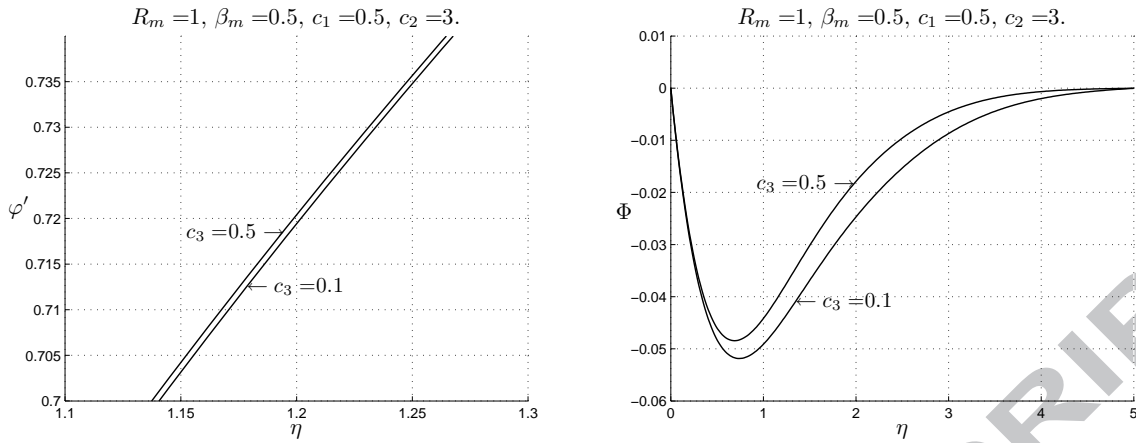 R_m =1, β_m =0.5, c_1 =0.5, c_2 =3.
0.735
0.73
0.725
0.72
0.715
0.71
0.705
0.7
φ′
c_3 =0.5
c_3 =0.1
1.1 1.15 1.2 1.25 1.3
η
R_m =1, β_m =0.5, c_1 =0.5, c_2 =3.
0.01
0
−0.01
−0.02
−0.03
−0.04
−0.05
−0.06
Φ
c_3 =0.5
c_3 =0.1
0 1 2 3 4 5
η
RIE